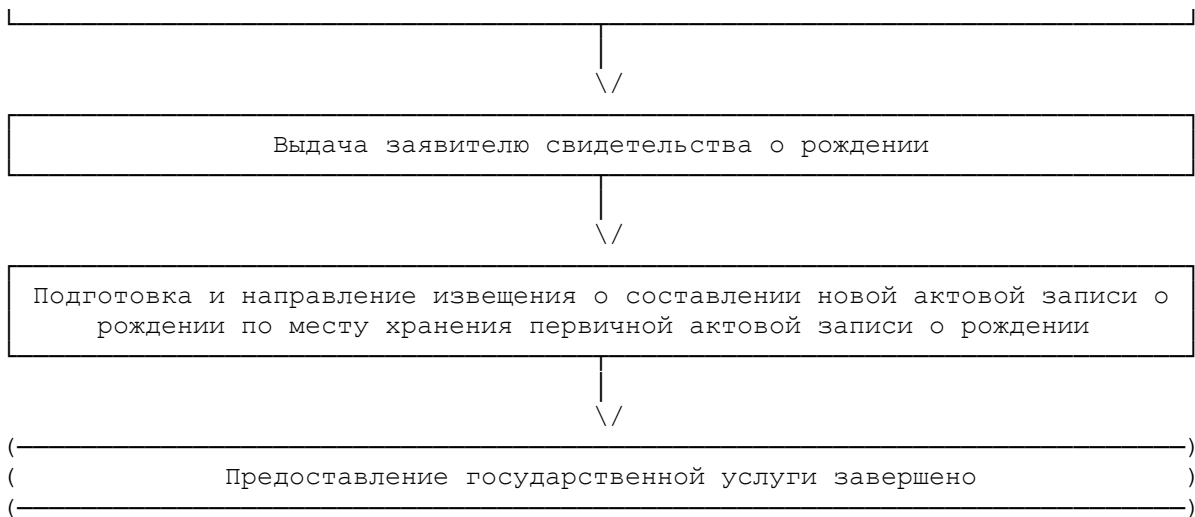 Выдача заявителю свидетельства о рождении
Подготовка и направление извещения о составлении новой актовой записи о
рождении по месту хранения первичной актовой записи о рождении
Предоставление государственной услуги завершено